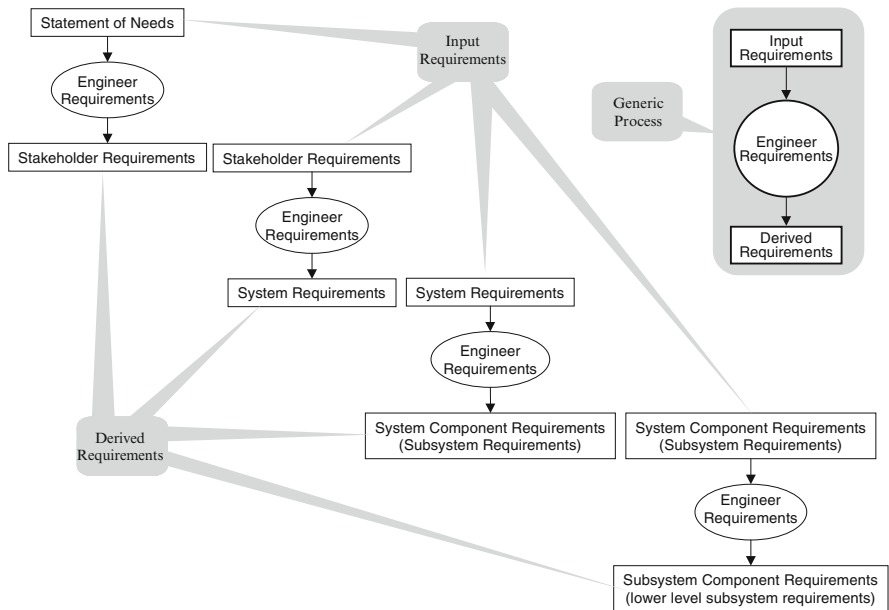 Statement of Needs
Engineer
Requirements
Stakeholder Requirements
Input
Requirements
Stakeholder Requirements
Engineer
Requirements
System Requirements
System Requirements
Engineer
Requirements
System Component Requirements
(Subsystem Requirements)
System Component Requirements
(Subsystem Requirements)
Engineer
Requirements
Subsystem Component Requirements
(lower level subsystem requirements)
Derived
Requirements
Generic
Process
Input
Requirements
Engineer
Requirements
Derived
Requirements